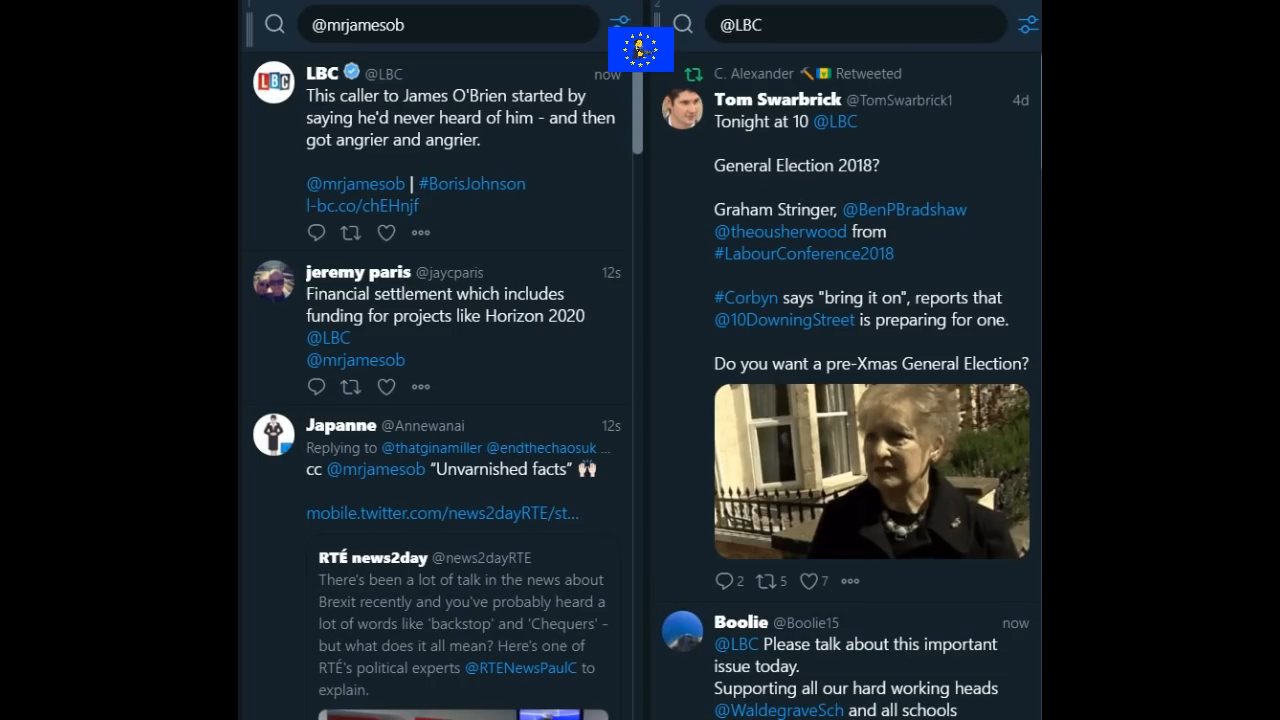 1
@mrjamesob
LBC @LBC now
This caller to James O'Brien started by
saying he'd never heard of him - and then
got angrier and angrier.
@mrjamesob | #BorisJohnson
l-bc.co/chEHnjf
jeremy paris @jaycparis 12s
Financial settlement which includes
funding for projects like Horizon 2020
@LBC
@mrjamesob
Japanne @Annewanai 12s
Replying to @thatginamiller @endthechaosuk ...
cc @mrjamesob “Unvarnished facts” 🙌🏻
mobile.twitter.com/news2dayRTE/st...
RTÉ news2day @news2dayRTE
There's been a lot of talk in the news about
Brexit recently and you've probably heard a
lot of words like 'backstop' and 'Chequers' -
but what does it all mean? Here's one of
RTÉ's political experts @RTENewsPaulC to
explain.
2
@LBC
C. Alexander 🔨🇻🇨 Retweeted
Tom Swarbrick @TomSwarbrick1 4d
Tonight at 10 @LBC
General Election 2018?
Graham Stringer, @BenPBradshaw
@theousherwood from
#LabourConference2018
#Corbyn says "bring it on", reports that
@10DowningStreet is preparing for one.
Do you want a pre-Xmas General Election?
2 5 7
Boolie @Boolie15 now
@LBC Please talk about this important
issue today.
Supporting all our hard working heads
@WaldegraveSch and all schools